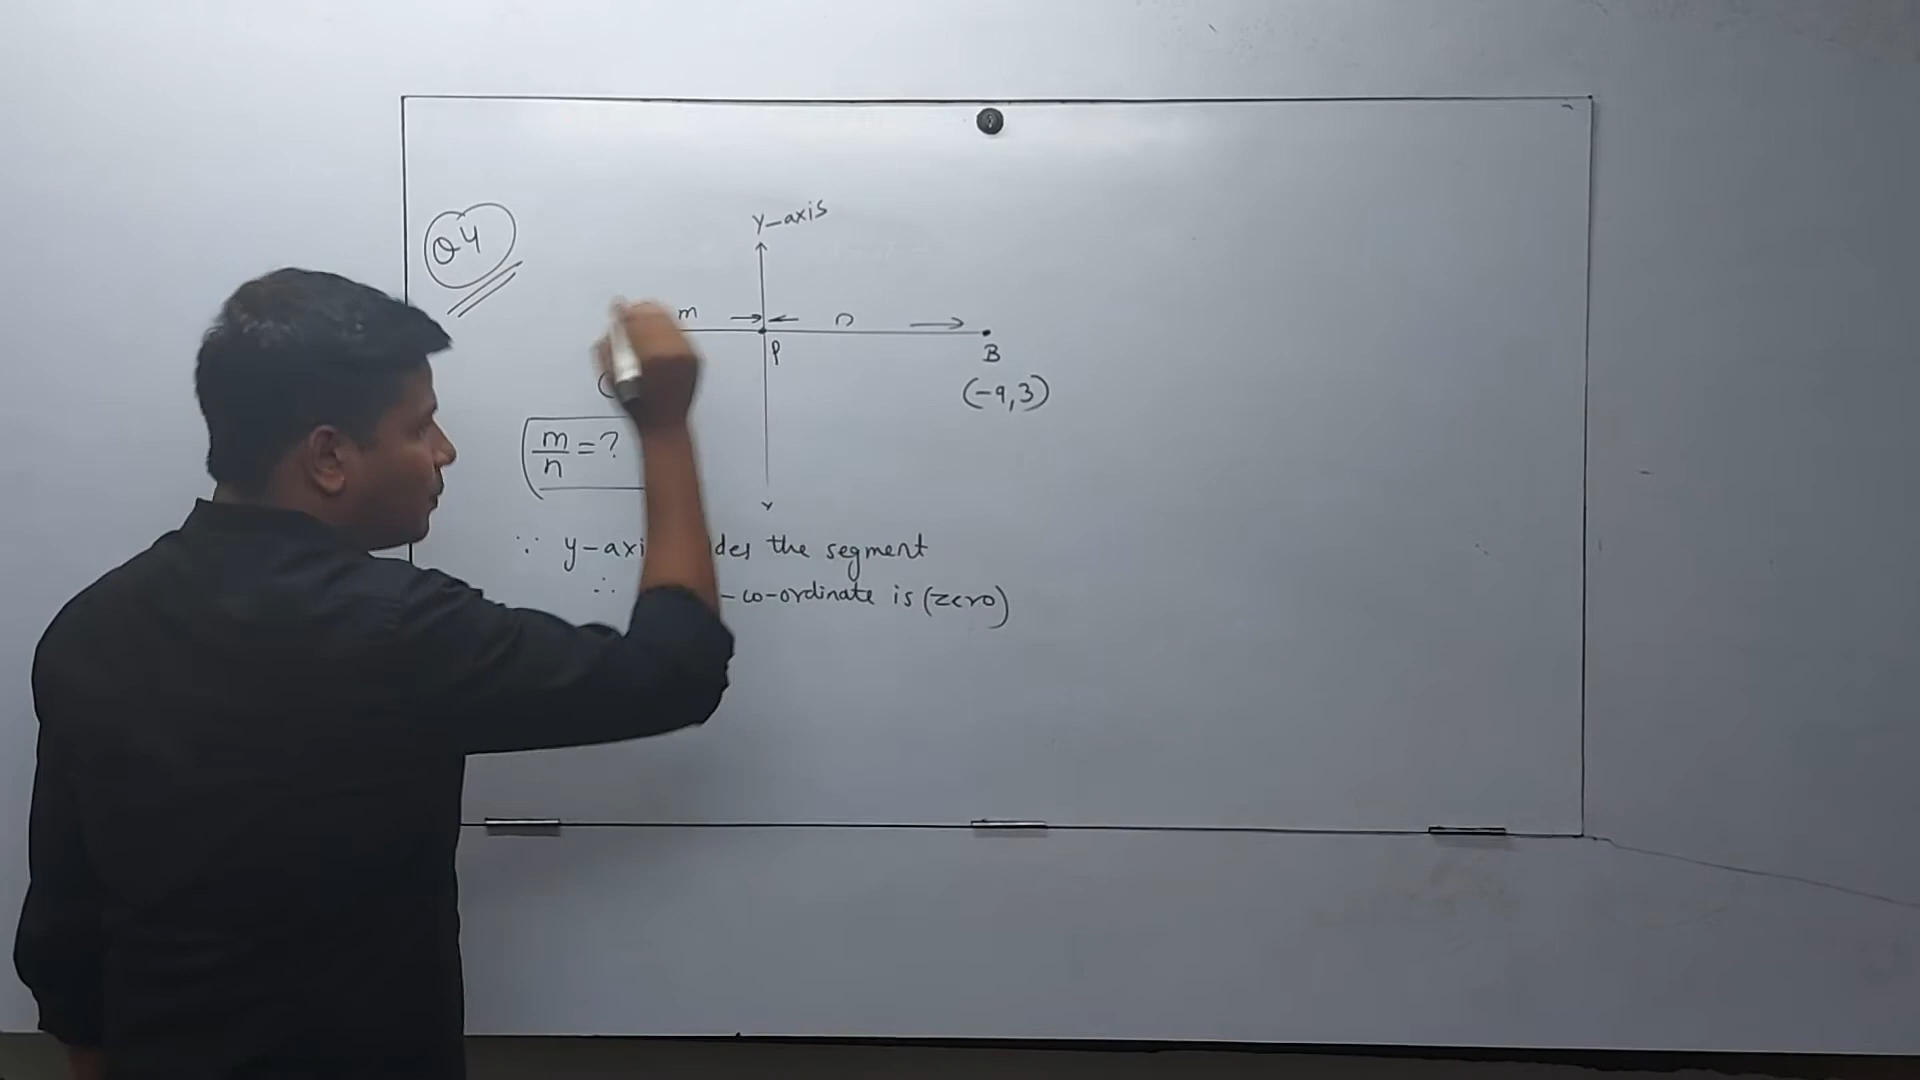 Q4
y-axis
m n
P
B
(-9,3)
m/n = ?
∵ y-axi des the segment
∴ -co-ordinate is (zero)